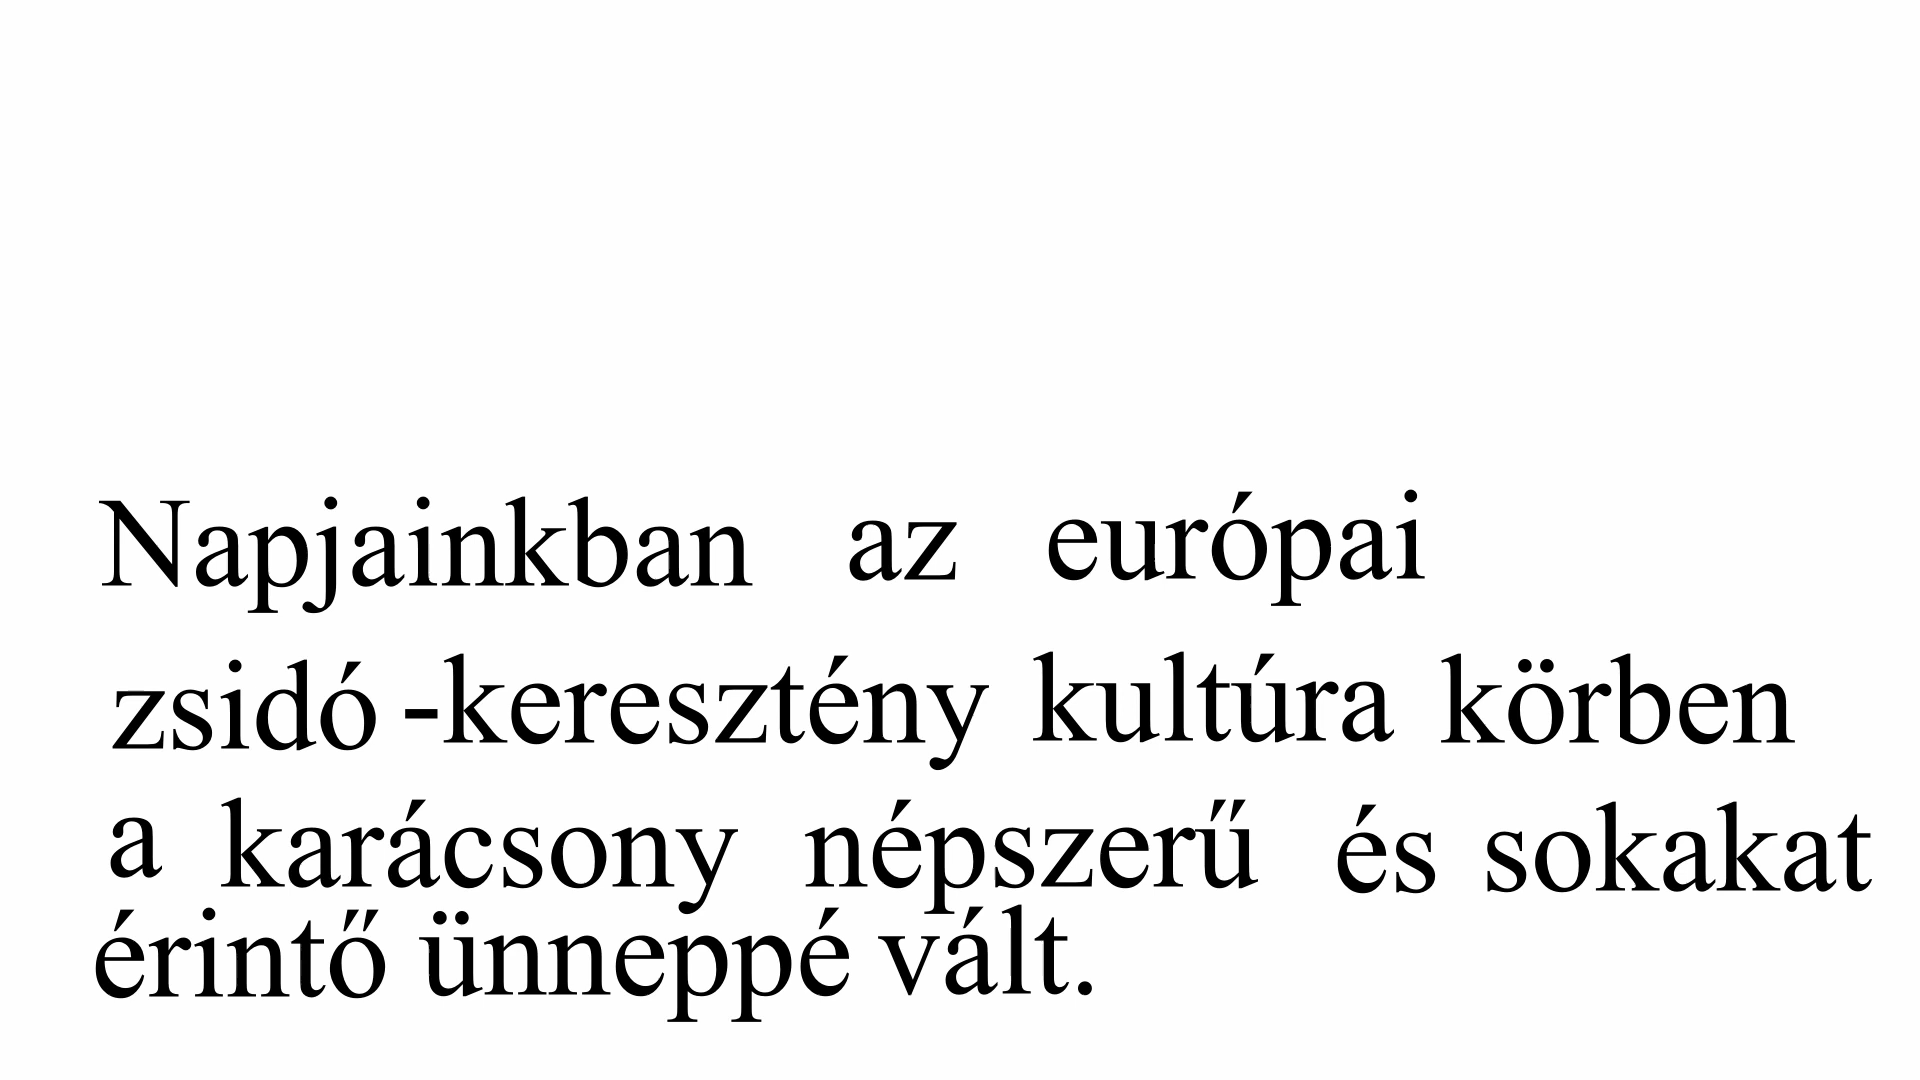 Napjainkban az európai
zsidó -keresztény kultúra körben
a karácsony népszerű és sokakat
érintő ünneppé vált.